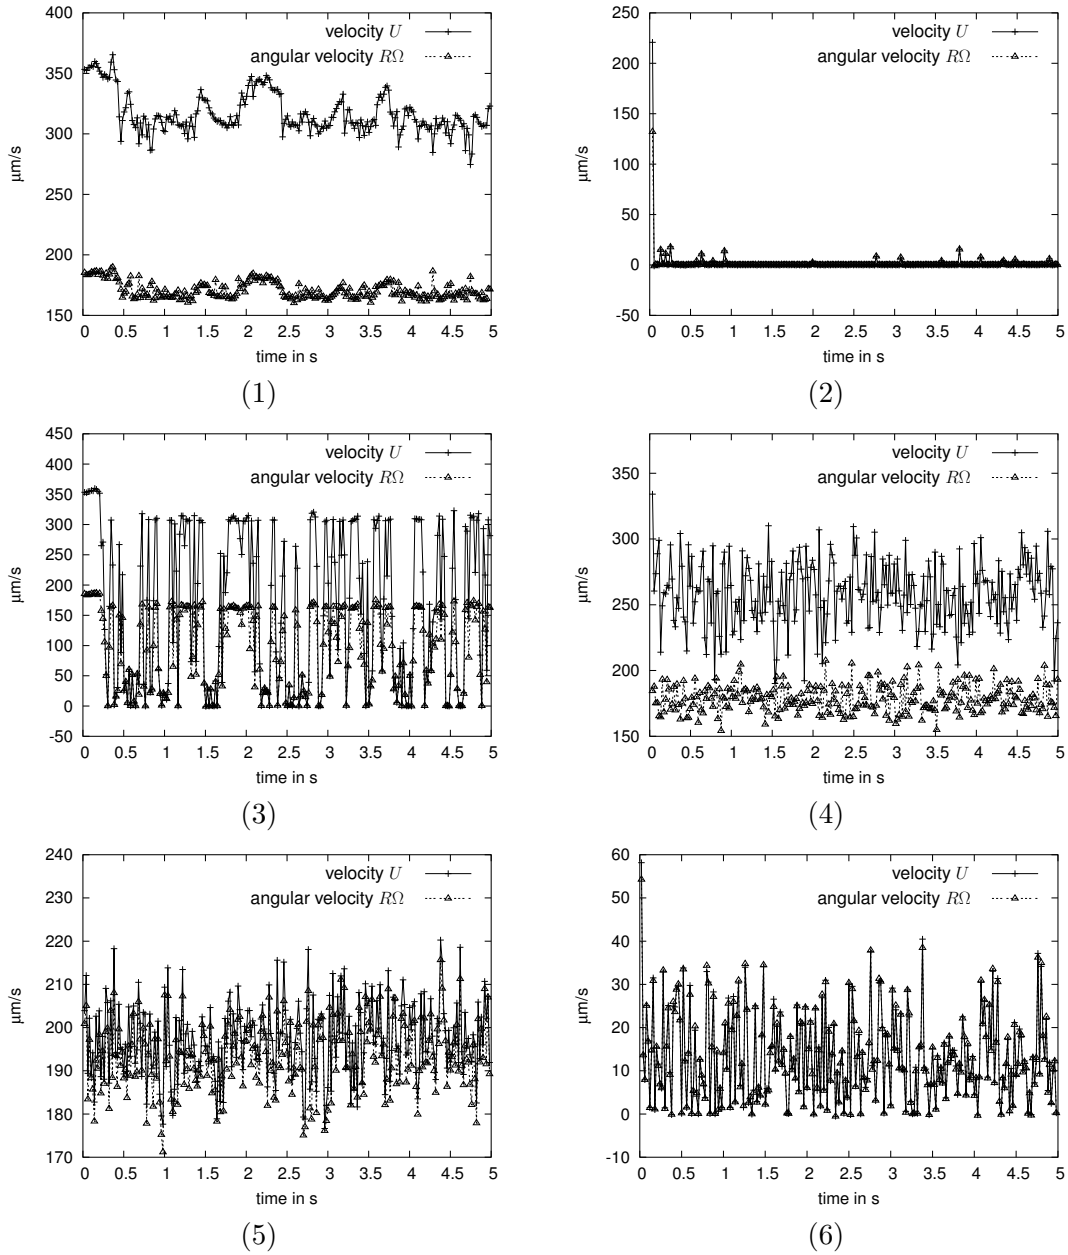 400
350
300
250
200
150
µm/s
velocity U
angular velocity RΩ
0 0.5 1 1.5 2 2.5 3 3.5 4 4.5 5
time in s
(1)
250
200
150
100
50
0
-50
µm/s
velocity U
angular velocity RΩ
0 0.5 1 1.5 2 2.5 3 3.5 4 4.5 5
time in s
(2)
450
400
350
300
250
200
150
100
50
0
-50
µm/s
velocity U
angular velocity RΩ
0 0.5 1 1.5 2 2.5 3 3.5 4 4.5 5
time in s
(3)
350
300
250
200
150
µm/s
velocity U
angular velocity RΩ
0 0.5 1 1.5 2 2.5 3 3.5 4 4.5 5
time in s
(4)
240
230
220
210
200
190
180
170
µm/s
velocity U
angular velocity RΩ
0 0.5 1 1.5 2 2.5 3 3.5 4 4.5 5
time in s
(5)
60
50
40
30
20
10
0
-10
µm/s
velocity U
angular velocity RΩ
0 0.5 1 1.5 2 2.5 3 3.5 4 4.5 5
time in s
(6)